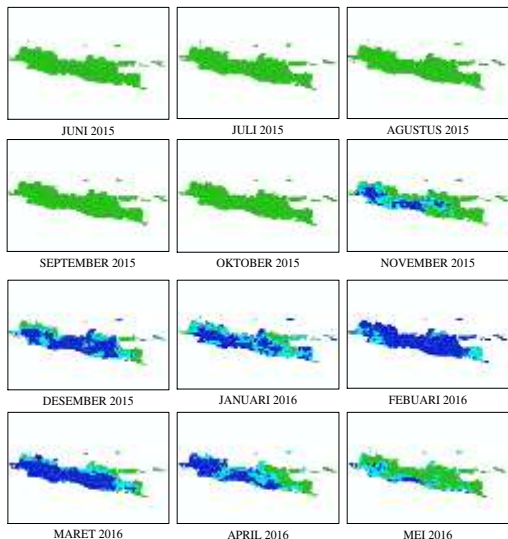 JUNI 2015
JULI 2015
AGUSTUS 2015
SEPTEMBER 2015
OKTOBER 2015
NOVEMBER 2015
DESEMBER 2015
JANUARI 2016
FEBUARI 2016
MARET 2016
APRIL 2016
MEI 2016